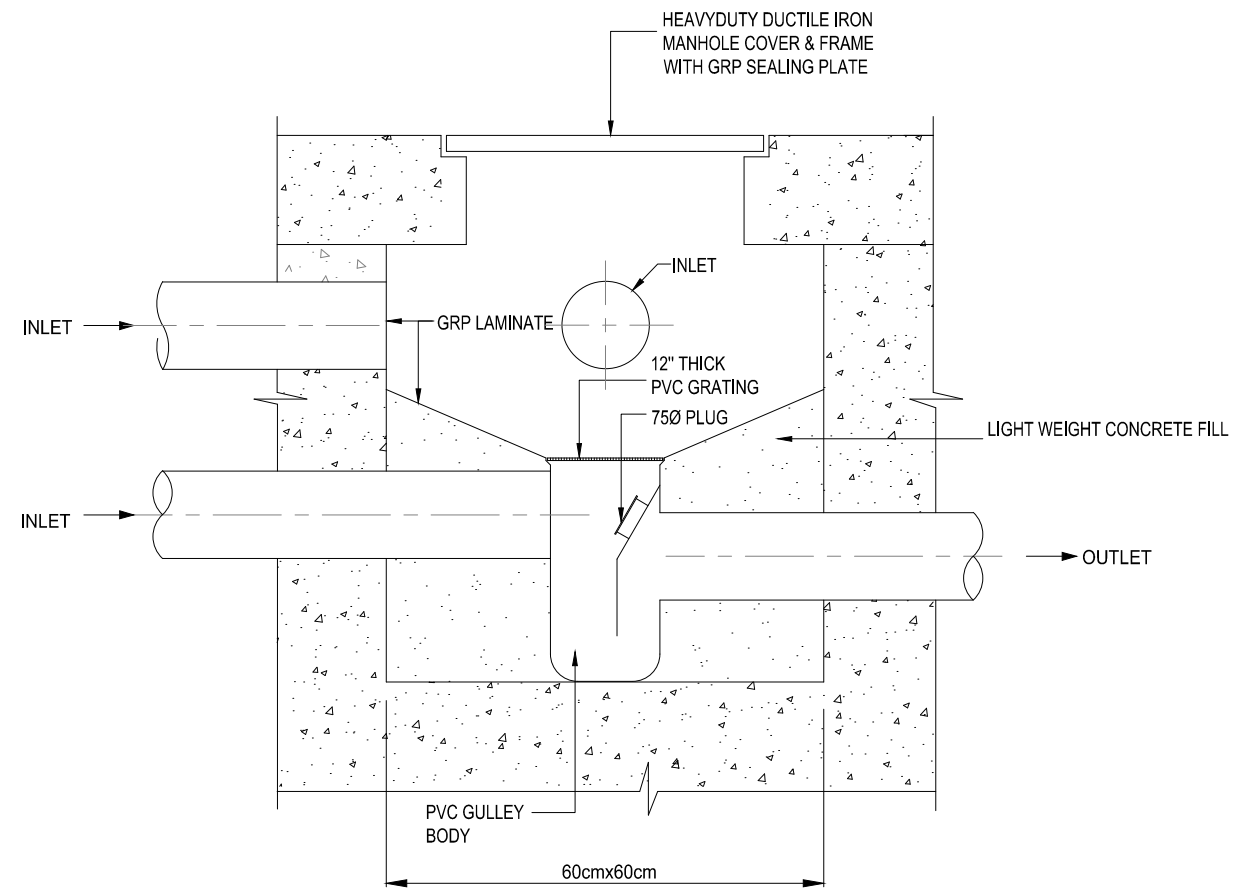 HEAVYDUTY DUCTILE IRON
MANHOLE COVER & FRAME
WITH GRP SEALING PLATE
INLET
INLET
GRP LAMINATE
12" THICK
PVC GRATING
75Ø PLUG
LIGHT WEIGHT CONCRETE FILL
INLET
OUTLET
PVC GULLEY
BODY
60cmx60cm